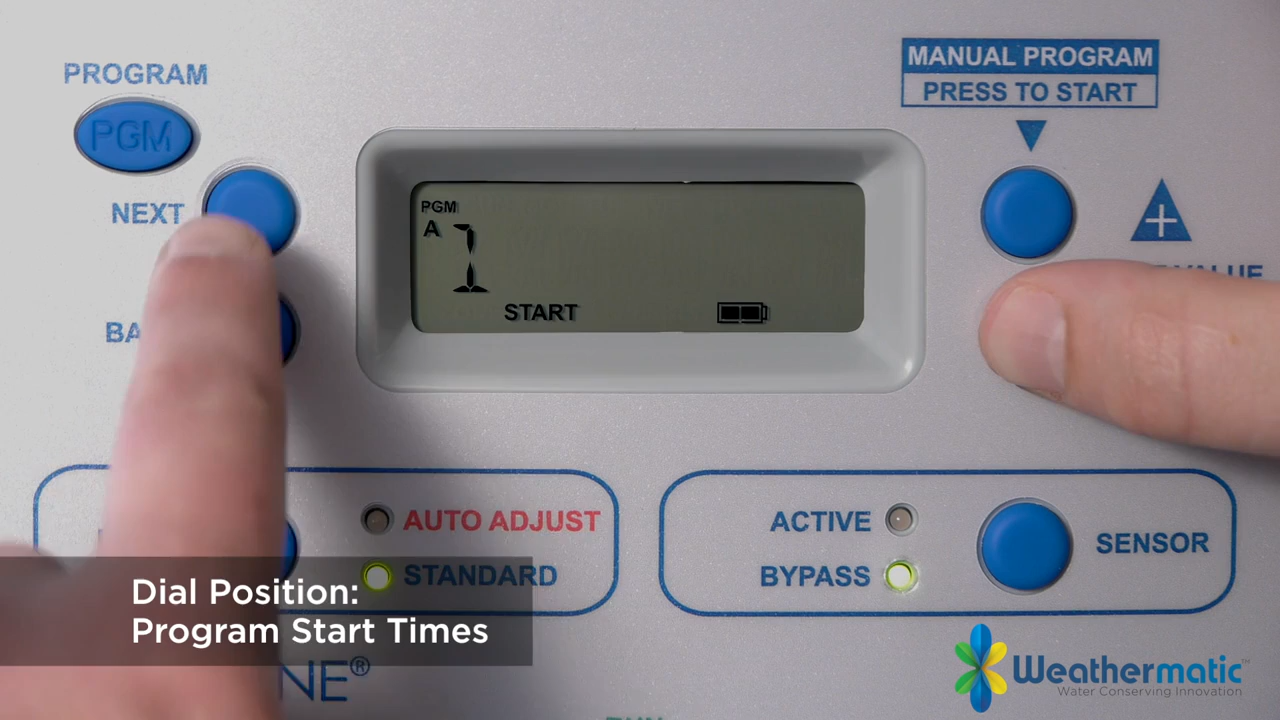 PROGRAM
PGM
NEXT
MANUAL PROGRAM
PRESS TO START
PGM
A
START
AUTO ADJUST
STANDARD
ACTIVE
BYPASS
SENSOR
Dial Position:
Program Start Times
Weathermatic™
Water Conserving Innovation